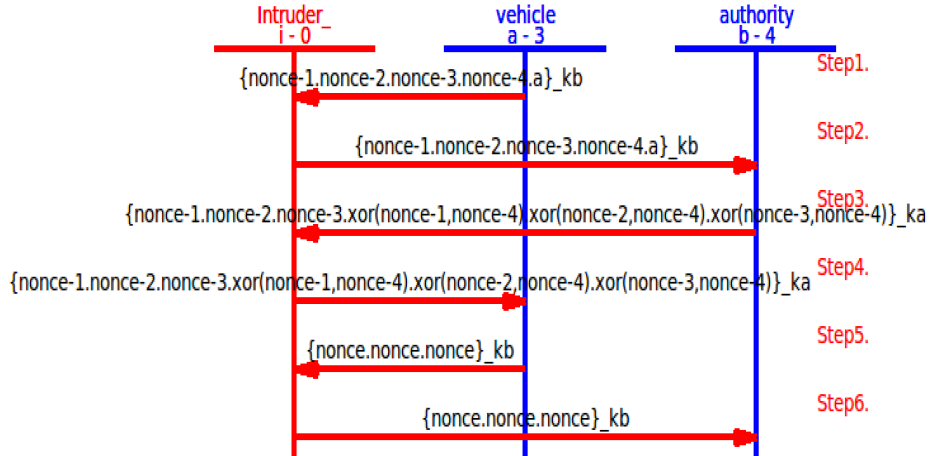 Intruder_ vehicle authority
i - 0 a - 3 b - 4
Step1.
{nonce-1.nonce-2.nonce-3.nonce-4.a}_kb
Step2.
{nonce-1.nonce-2.nonce-3.nonce-4.a}_kb
Step3.
{nonce-1.nonce-2.nonce-3.xor(nonce-1,nonce-4).xor(nonce-2,nonce-4).xor(nonce-3,nonce-4)}_ka
Step4.
{nonce-1.nonce-2.nonce-3.xor(nonce-1,nonce-4).xor(nonce-2,nonce-4).xor(nonce-3,nonce-4)}_ka
Step5.
{nonce.nonce.nonce}_kb
Step6.
{nonce.nonce.nonce}_kb